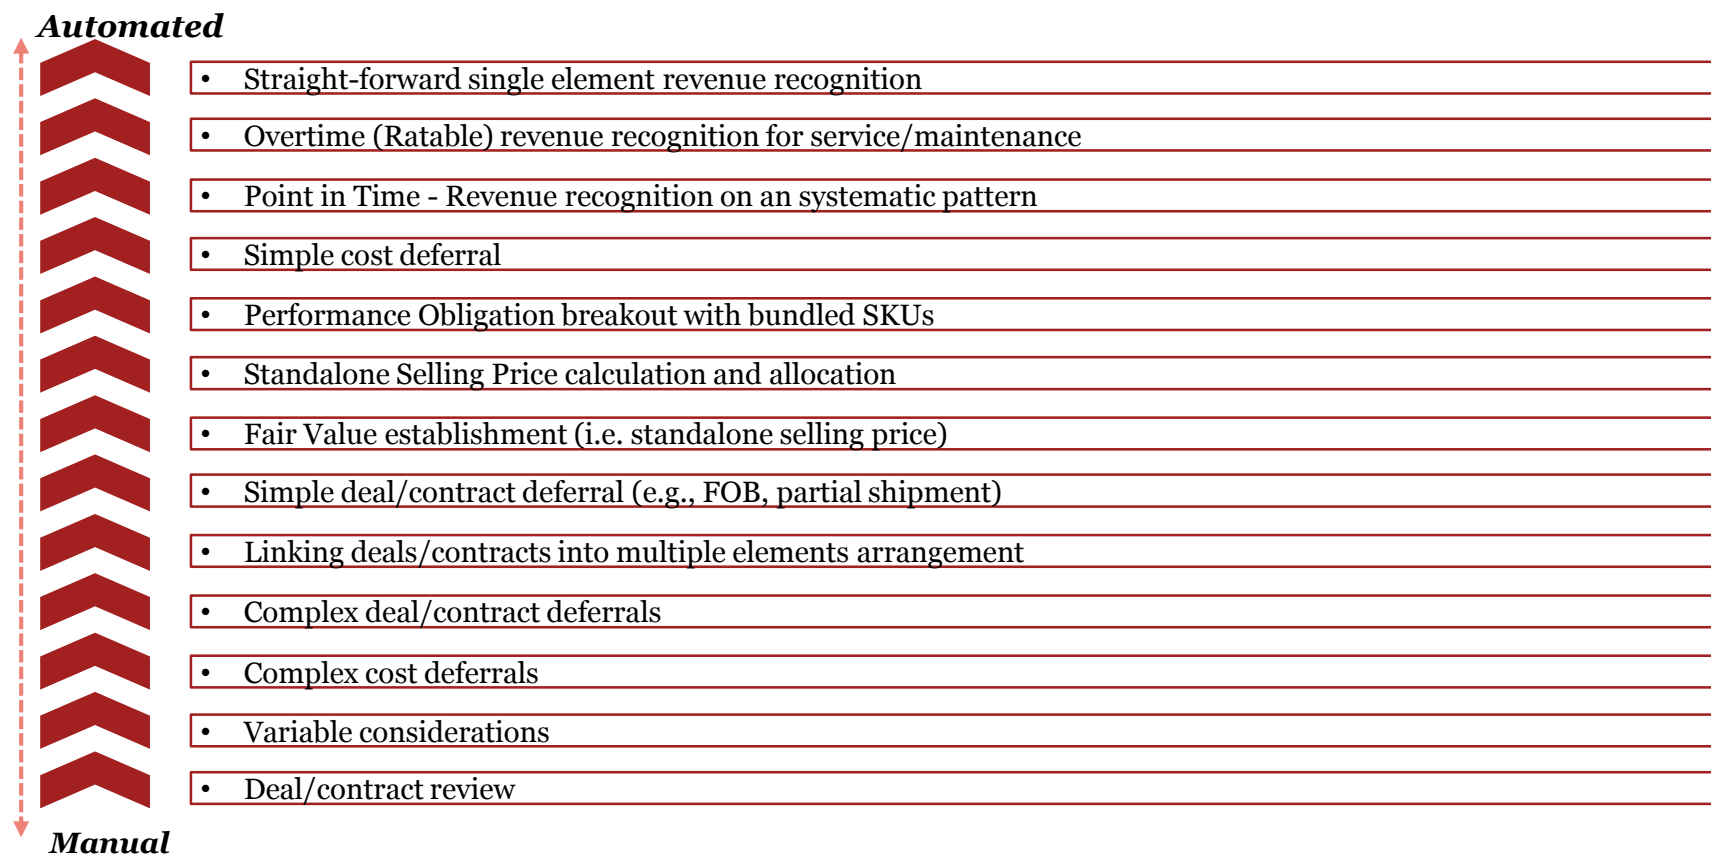 Automated
• Straight-forward single element revenue recognition
• Overtime (Ratable) revenue recognition for service/maintenance
• Point in Time - Revenue recognition on an systematic pattern
• Simple cost deferral
• Performance Obligation breakout with bundled SKUs
• Standalone Selling Price calculation and allocation
• Fair Value establishment (i.e. standalone selling price)
• Simple deal/contract deferral (e.g., FOB, partial shipment)
• Linking deals/contracts into multiple elements arrangement
• Complex deal/contract deferrals
• Complex cost deferrals
• Variable considerations
• Deal/contract review
Manual